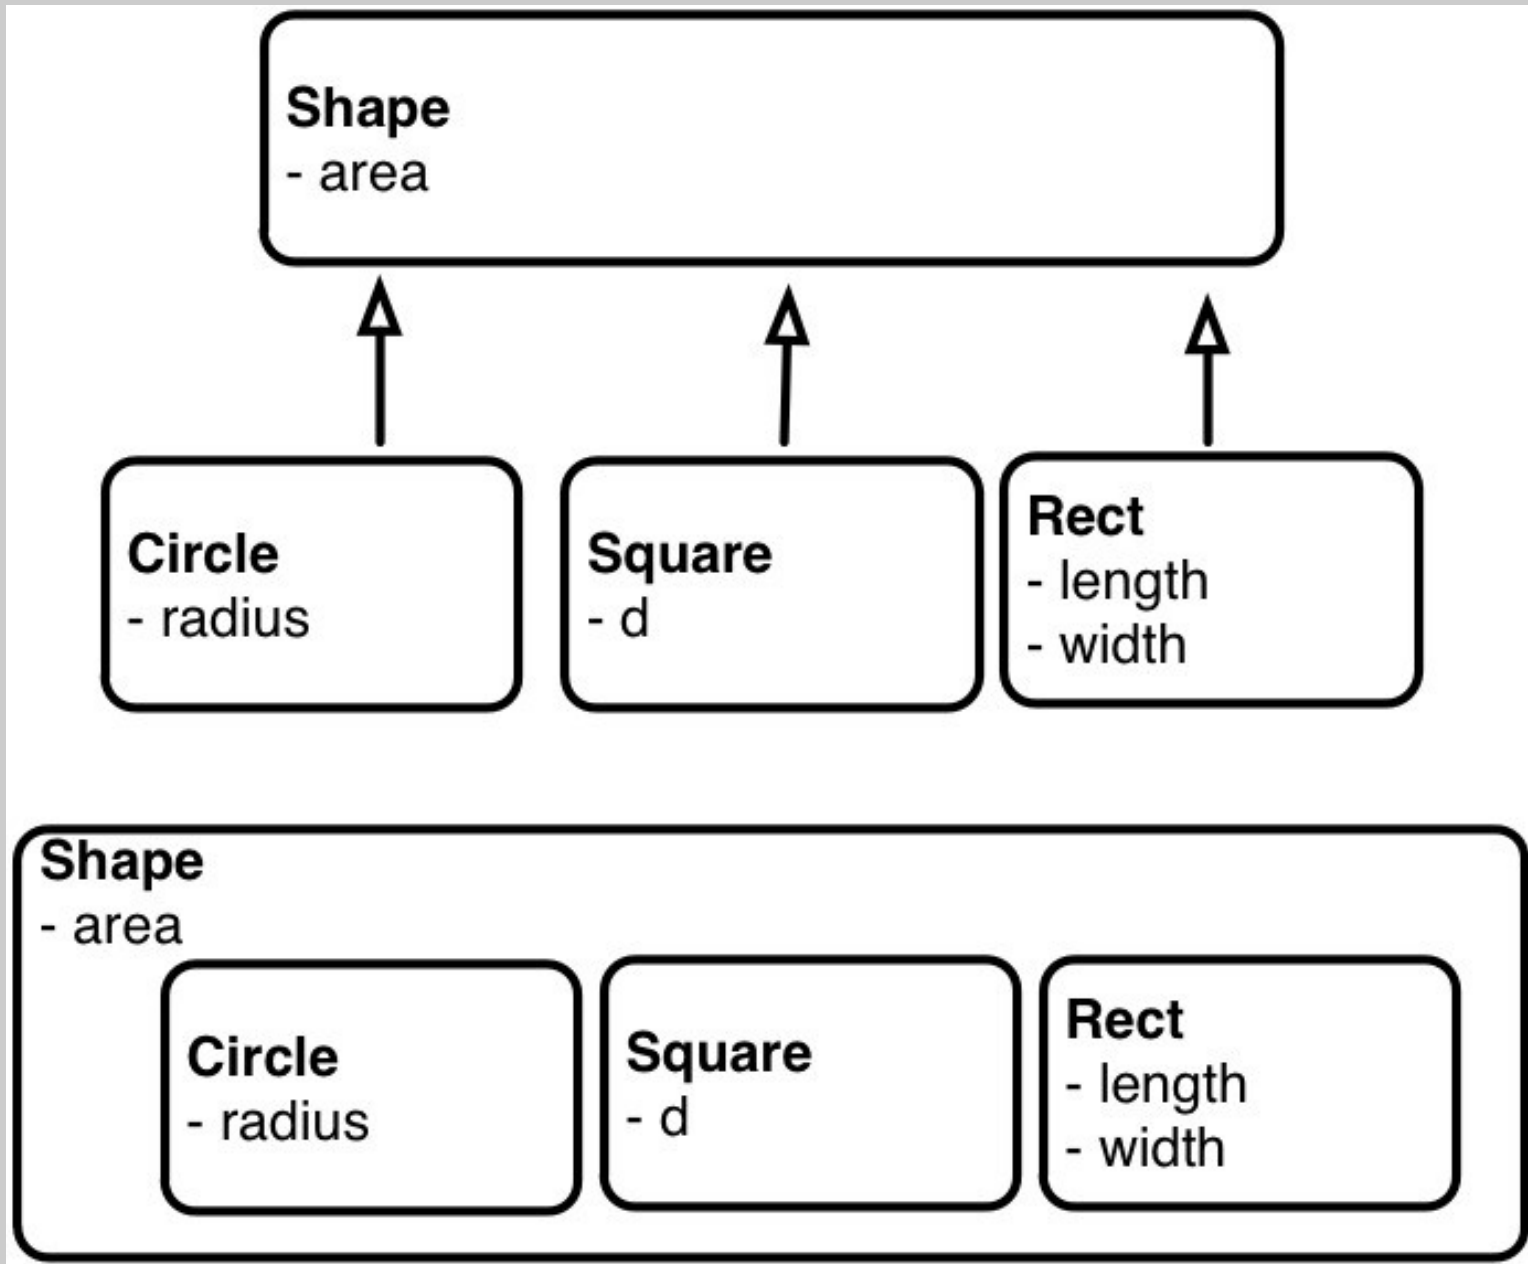 Shape
- area
Circle
- radius
Square
- d
Rect
- length
- width
Shape
- area
Circle
- radius
Square
- d
Rect
- length
- width